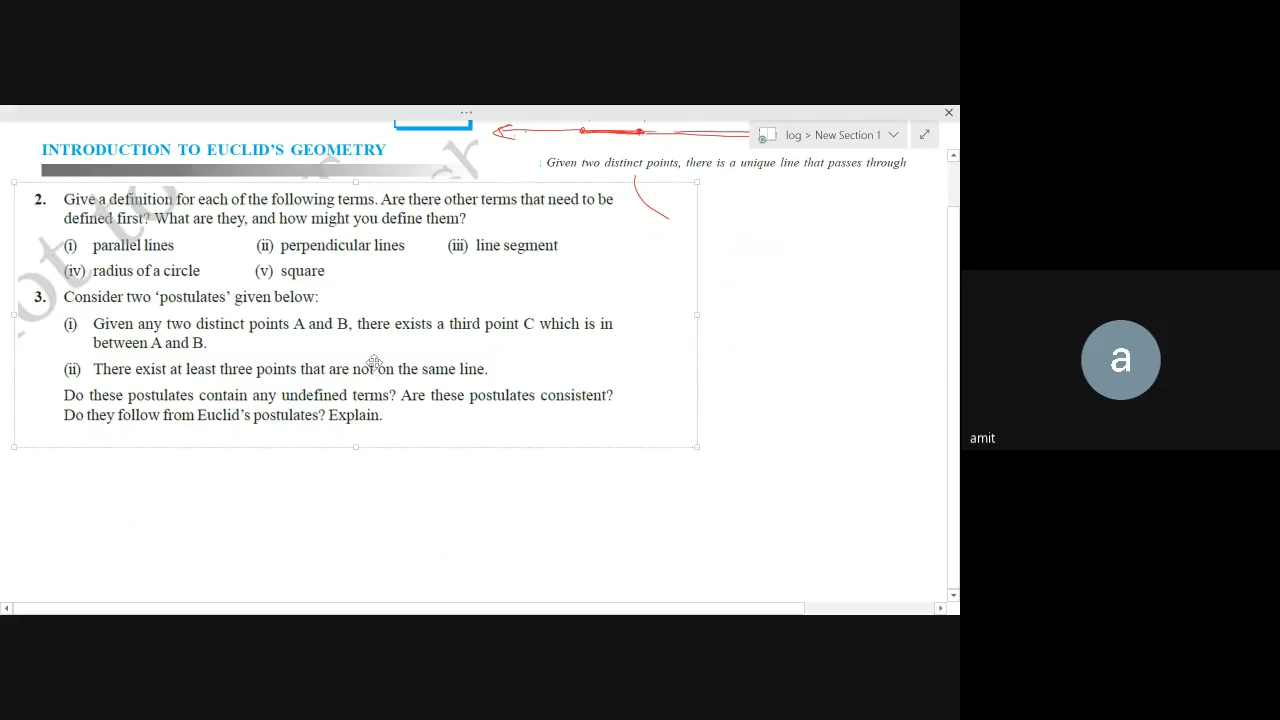 log > New Section 1
INTRODUCTION TO EUCLID'S GEOMETRY
: Given two distinct points, there is a unique line that passes through
2. Give a definition for each of the following terms. Are there other terms that need to be
defined first? What are they, and how might you define them?
(i) parallel lines (ii) perpendicular lines (iii) line segment
(iv) radius of a circle (v) square
3. Consider two ‘postulates’ given below:
(i) Given any two distinct points A and B, there exists a third point C which is in
between A and B.
(ii) There exist at least three points that are not on the same line.
Do these postulates contain any undefined terms? Are these postulates consistent?
Do they follow from Euclid’s postulates? Explain.
a
amit